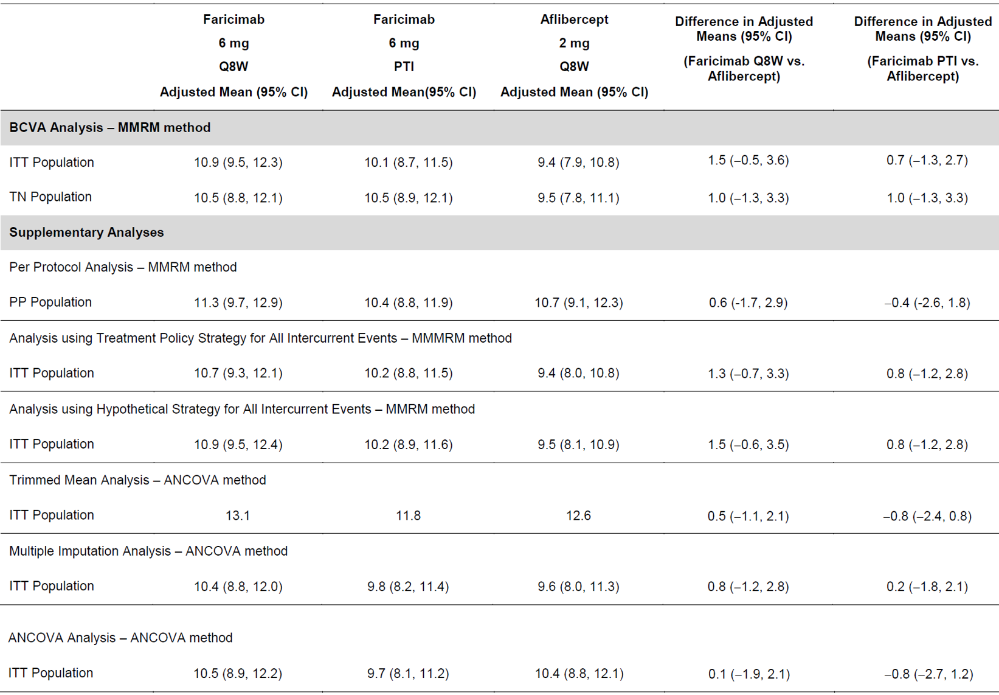 Faricimab
6 mg
Q8W
Adjusted Mean (95% CI)
Faricimab
6 mg
PTI
Adjusted Mean(95% CI)
Aflibercept
2 mg
Q8W
Adjusted Mean (95% CI)
Difference in Adjusted
Means (95% CI)
(Faricimab Q8W vs.
Aflibercept)
Difference in Adjusted
Means (95% CI)
(Faricimab PTI vs.
Aflibercept)
BCVA Analysis – MMRM method
ITT Population 10.9 (9.5, 12.3) 10.1 (8.7, 11.5) 9.4 (7.9, 10.8) 1.5 (−0.5, 3.6) 0.7 (−1.3, 2.7)
TN Population 10.5 (8.8, 12.1) 10.5 (8.9, 12.1) 9.5 (7.8, 11.1) 1.0 (−1.3, 3.3) 1.0 (−1.3, 3.3)
Supplementary Analyses
Per Protocol Analysis – MMRM method
PP Population 11.3 (9.7, 12.9) 10.4 (8.8, 11.9) 10.7 (9.1, 12.3) 0.6 (-1.7, 2.9) −0.4 (-2.6, 1.8)
Analysis using Treatment Policy Strategy for All Intercurrent Events – MMMRM method
ITT Population 10.7 (9.3, 12.1) 10.2 (8.8, 11.5) 9.4 (8.0, 10.8) 1.3 (−0.7, 3.3) 0.8 (−1.2, 2.8)
Analysis using Hypothetical Strategy for All Intercurrent Events – MMRM method
ITT Population 10.9 (9.5, 12.4) 10.2 (8.9, 11.6) 9.5 (8.1, 10.9) 1.5 (−0.6, 3.5) 0.8 (−1.2, 2.8)
Trimmed Mean Analysis – ANCOVA method
ITT Population 13.1 11.8 12.6 0.5 (−1.1, 2.1) −0.8 (−2.4, 0.8)
Multiple Imputation Analysis – ANCOVA method
ITT Population 10.4 (8.8, 12.0) 9.8 (8.2, 11.4) 9.6 (8.0, 11.3) 0.8 (−1.2, 2.8) 0.2 (−1.8, 2.1)
ANCOVA Analysis – ANCOVA method
ITT Population 10.5 (8.9, 12.2) 9.7 (8.1, 11.2) 10.4 (8.8, 12.1) 0.1 (−1.9, 2.1) −0.8 (−2.7, 1.2)